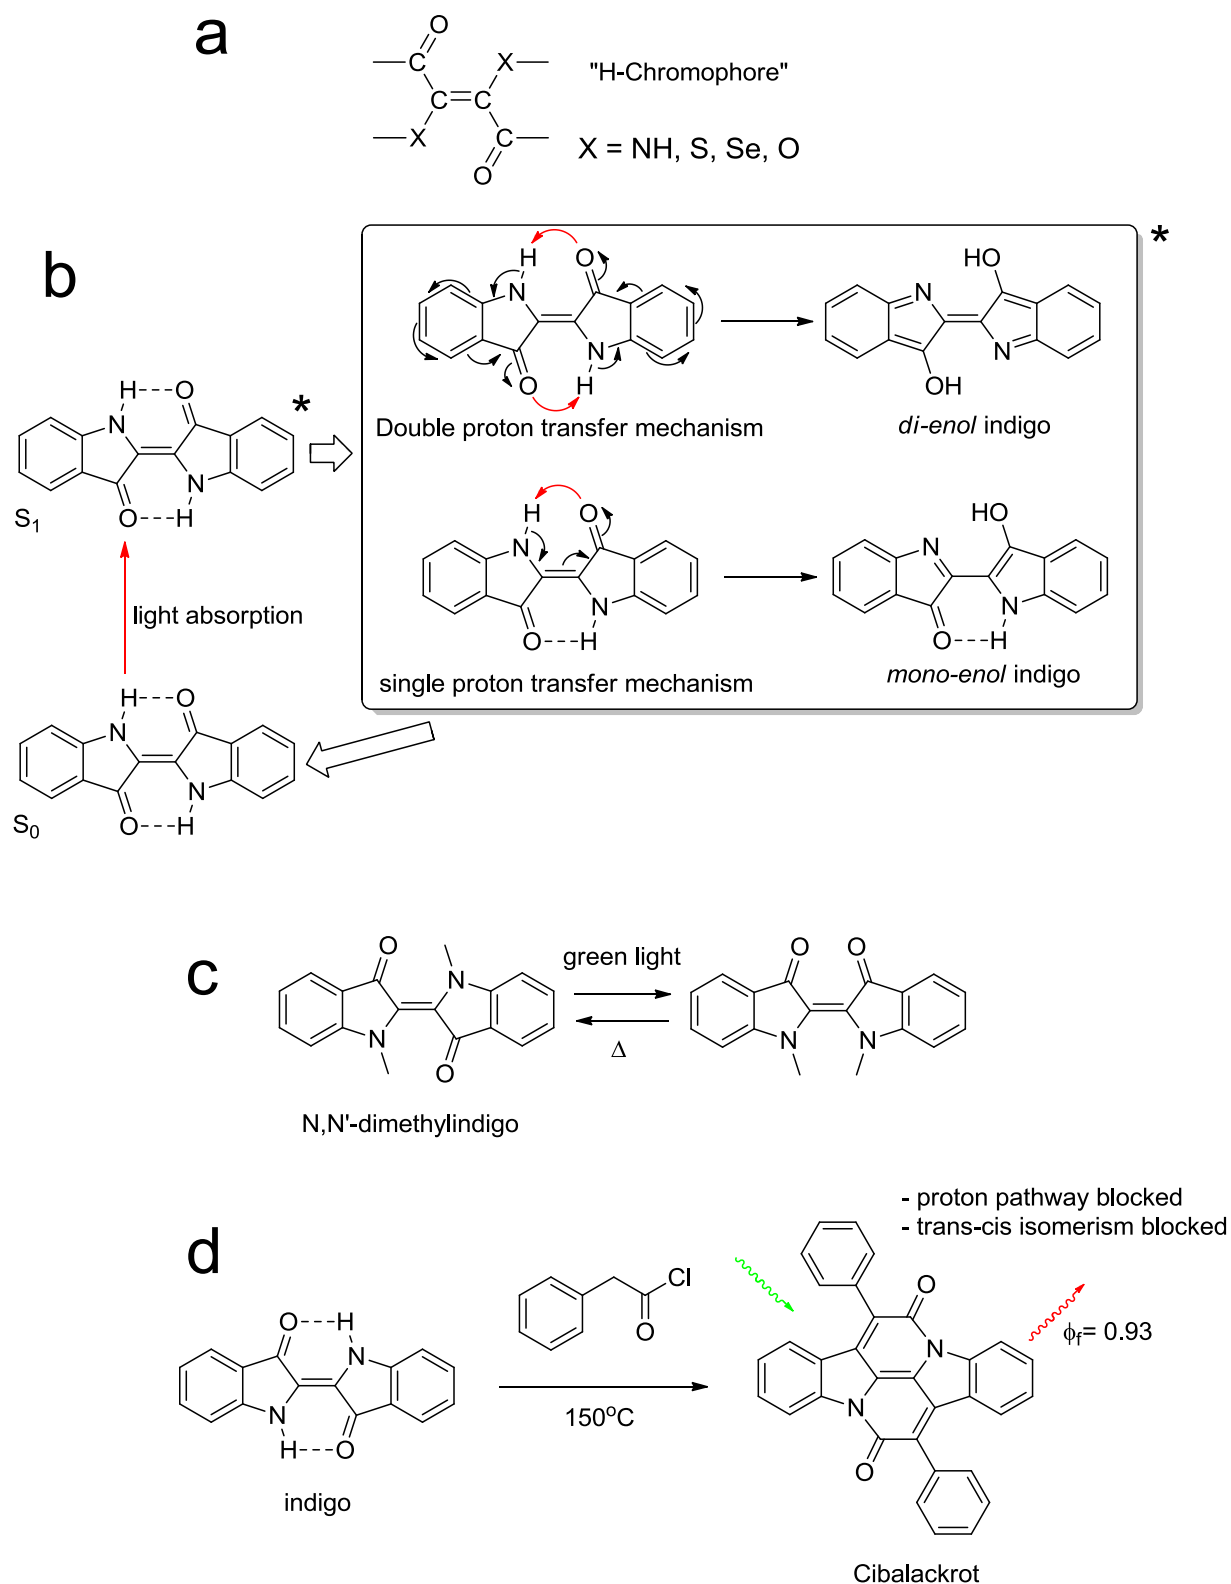 a
O
C
X
"H-Chromophore"
C
C
X
C
O
X = NH, S, Se, O
b
*
H
O
N
N
O
H
Double proton transfer mechanism
HO
N
N
OH
di-enol indigo
H
O
*
N
N
O
H
S1
H
O
N
N
O
H
single proton transfer mechanism
HO
N
N
O
H
mono-enol indigo
light absorption
H
O
N
N
O
H
S0
c
O
N
N
O
N,N'-dimethylindigo
green light
Δ
O
O
N
N
- proton pathway blocked
- trans-cis isomerism blocked
d
O
H
N
N
H
O
indigo
Cl
O
150°C
O
N
N
O
ϕf= 0.93
Cibalackrot